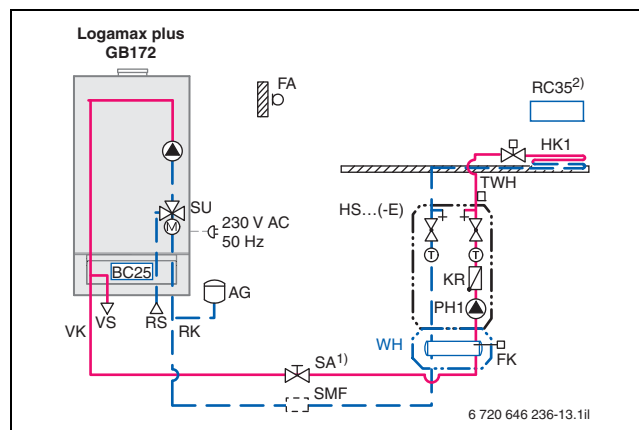 Logamax plus
GB172
FA
RC35²⁾
HK1
TWH
SU
HS...(-E)
230 V AC
50 Hz
M
T
T
BC25
KR
AG
PH1
VS
RS
RK
VK
WH
SA¹⁾
FK
SMF
6 720 646 236-13.1il